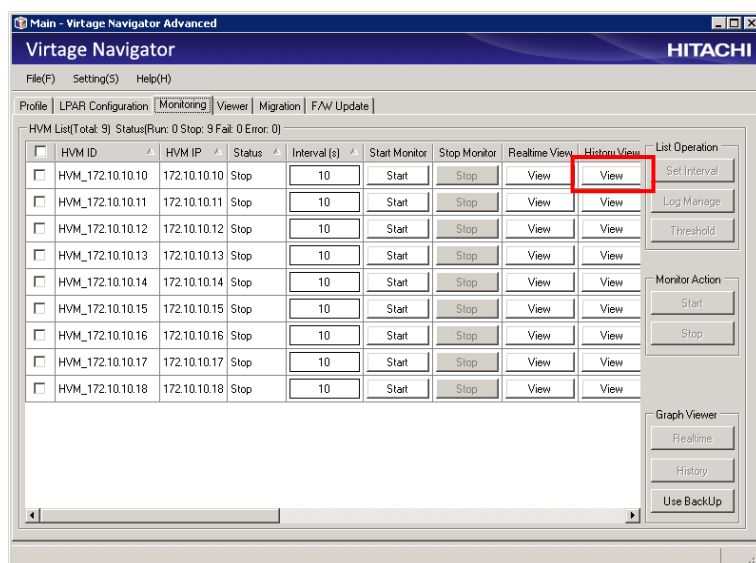 Main - Virtage Navigator Advanced
Virtage Navigator
HITACHI
File(F) Setting(S) Help(H)
Profile LPAR Configuration Monitoring Viewer Migration F/W Update
HVM List(Total: 9) Status(Run: 0 Stop: 9 Fail: 0 Error: 0)
HVM ID HVM IP Status Interval (s) Start Monitor Stop Monitor Realtime View History View
HVM_172.10.10.10 172.10.10.10 Stop 10 Start Stop View View
HVM_172.10.10.11 172.10.10.11 Stop 10 Start Stop View View
HVM_172.10.10.12 172.10.10.12 Stop 10 Start Stop View View
HVM_172.10.10.13 172.10.10.13 Stop 10 Start Stop View View
HVM_172.10.10.14 172.10.10.14 Stop 10 Start Stop View View
HVM_172.10.10.15 172.10.10.15 Stop 10 Start Stop View View
HVM_172.10.10.16 172.10.10.16 Stop 10 Start Stop View View
HVM_172.10.10.17 172.10.10.17 Stop 10 Start Stop View View
HVM_172.10.10.18 172.10.10.18 Stop 10 Start Stop View View
List Operation
Set Interval
Log Manage
Threshold
Monitor Action
Start
Stop
Graph Viewer
Realtime
History
Use BackUp